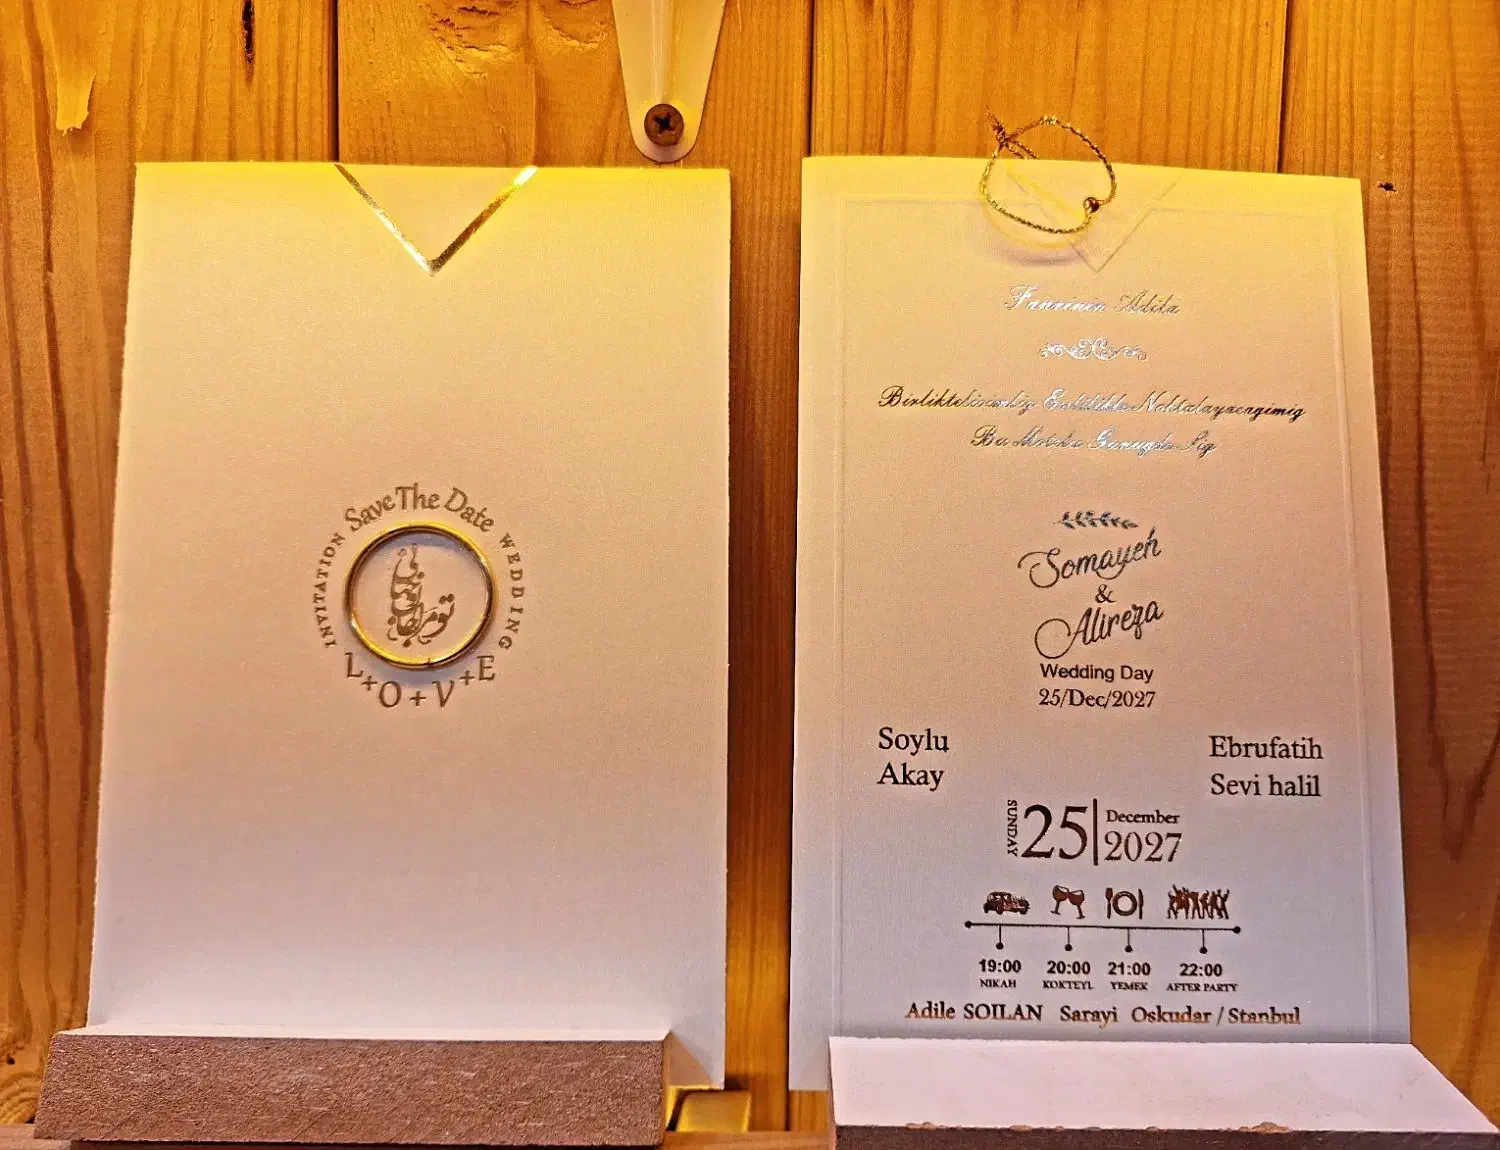 Save The Date
INVITATION
WEDDING
L+O+V+E
Adita
Somayeh
&
Alireza
Wedding Day
25/Dec/2027
Soylu
Akay
Ebrufatih
Sevi halil
SUNDAY
25
December
2027
19:00 20:00 21:00 22:00
NIKAH KOKTEYL YEMEK AFTER PARTY
Adile SOILAN Sarayi Oskudar / Stanbul